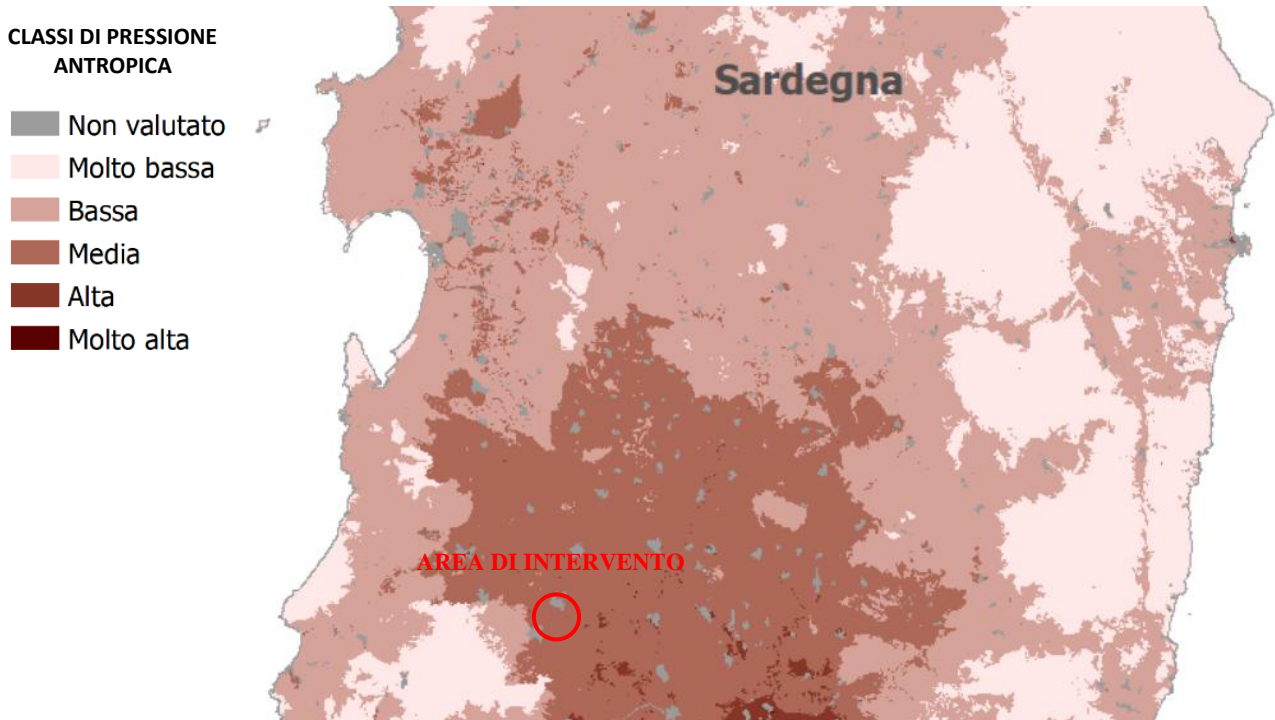 CLASSI DI PRESSIONE
ANTROPICA
Non valutato
Molto bassa
Bassa
Media
Alta
Molto alta
Sardegna
AREA DI INTERVENTO